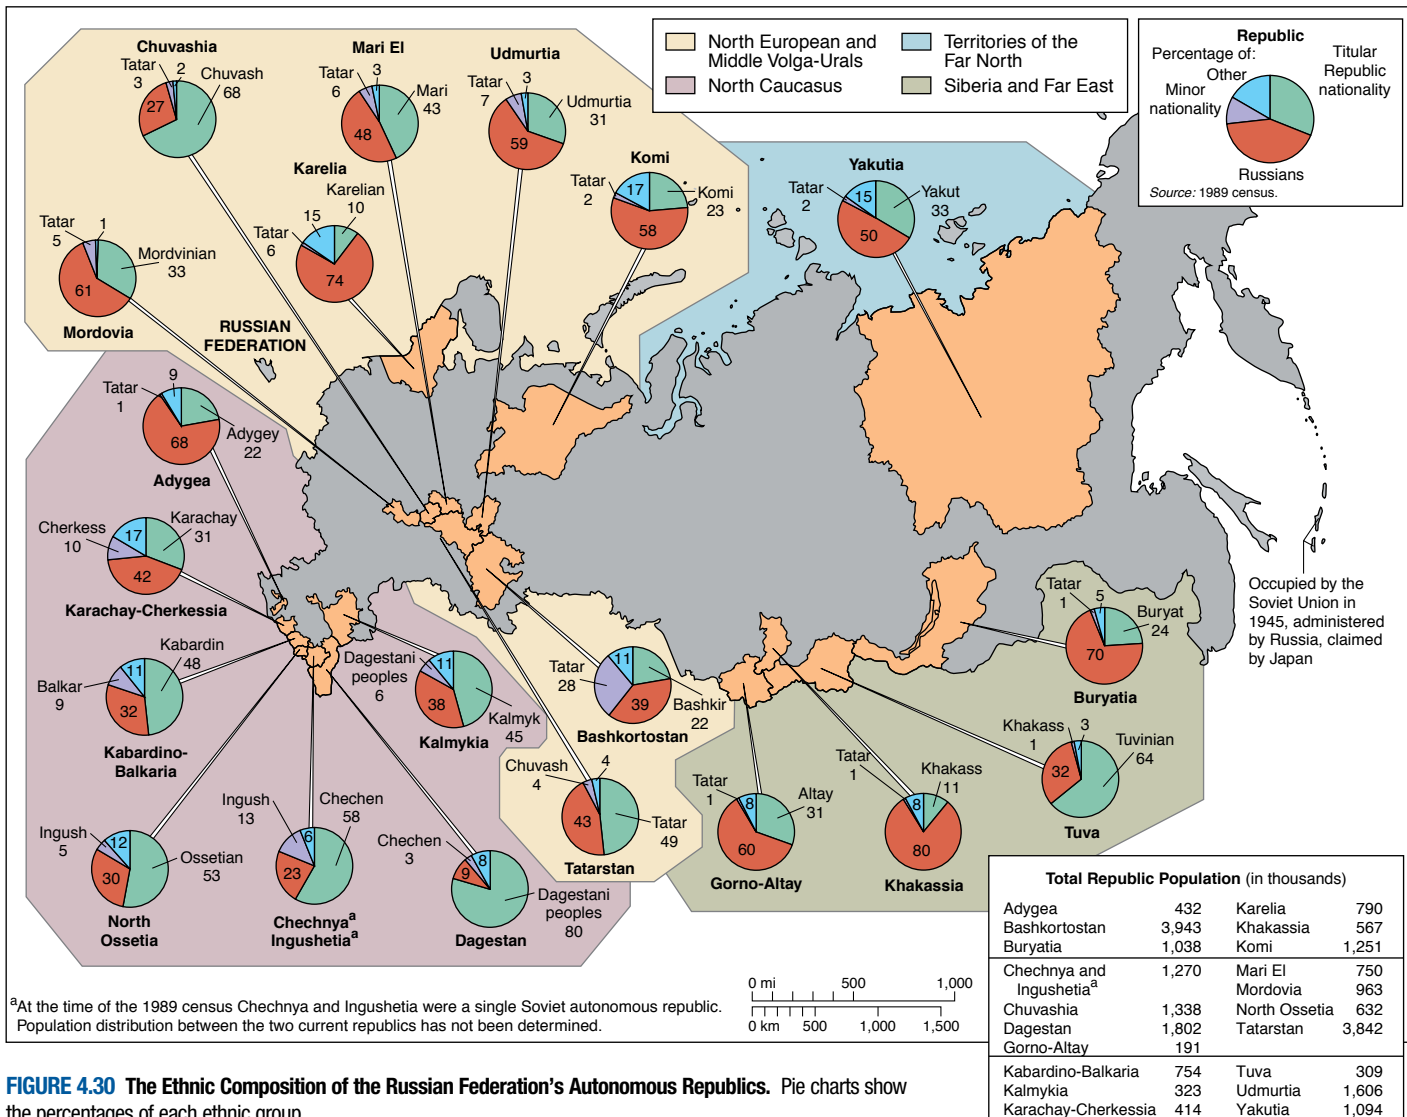 North European and
Middle Volga-Urals
North Caucasus
Territories of the
Far North
Siberia and Far East
Republic
Percentage of:
Other
Minor
nationality
Titular
Republic
nationality
Russians
Source: 1989 census.
Chuvashia
Tatar
3
2
Chuvash
68
27
Mari El
Tatar
6
3
Mari
43
48
Udmurtia
Tatar
7
3
Udmurtia
31
59
Karelia
Karelian
10
15
Tatar
6
74
Komi
Tatar
2
17
Komi
23
58
Yakutia
Tatar
2
15
Yakut
33
50
Tatar
5
1
Mordvinian
33
61
Mordovia
RUSSIAN
FEDERATION
Tatar
1
9
Adygey
22
68
Adygea
Cherkess
10
17
Karachay
31
42
Karachay-Cherkessia
Kabardin
48
11
Balkar
9
32
Kabardino-
Balkaria
Dagestani
peoples
6
11
38
Kalmyk
45
Kalmykia
Tatar
28
11
39
Bashkir
22
Bashkortostan
Chuvash
4
4
43
Tatar
49
Tatarstan
Ingush
5
12
30
Ossetian
53
North
Ossetia
Ingush
13
6
Chechen
58
23
Chechnyaa
Ingushetiaa
Chechen
3
8
9
Dagestani
peoples
80
Dagestan
Tatar
1
8
Altay
31
60
Gorno-Altay
Tatar
1
8
Khakass
11
80
Khakassia
Khakass
1
3
Tuvinian
64
32
Tuva
Tatar
1
5
Buryat
24
70
Buryatia
Occupied by the
Soviet Union in
1945, administered
by Russia, claimed
by Japan
Total Republic Population (in thousands)
Adygea 432 Karelia 790
Bashkortostan 3,943 Khakassia 567
Buryatia 1,038 Komi 1,251
Chechnya and 1,270 Mari El 750
Ingushetiaa Mordovia 963
Chuvashia 1,338 North Ossetia 632
Dagestan 1,802 Tatarstan 3,842
Gorno-Altay 191
Kabardino-Balkaria 754 Tuva 309
Kalmykia 323 Udmurtia 1,606
Karachay-Cherkessia 414 Yakutia 1,094
0 mi 500 1,000
0 km 500 1,000 1,500
aAt the time of the 1989 census Chechnya and Ingushetia were a single Soviet autonomous republic.
Population distribution between the two current republics has not been determined.
FIGURE 4.30 The Ethnic Composition of the Russian Federation's Autonomous Republics. Pie charts show
the percentages of each ethnic group